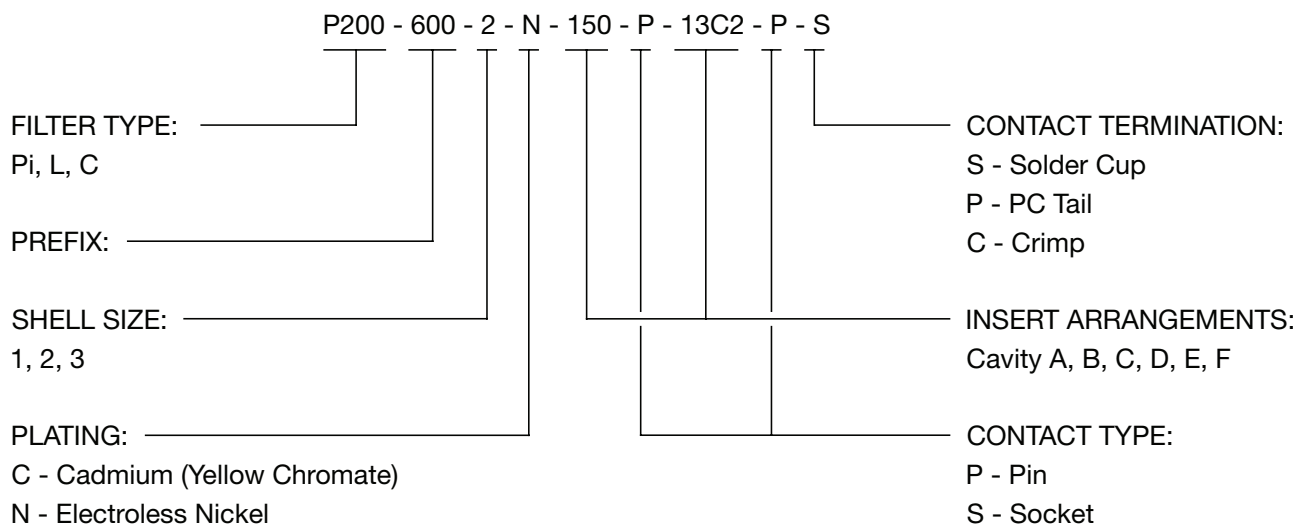 P200 - 600 - 2 - N - 150 - P - 13C2 - P - S
FILTER TYPE:
Pi, L, C
PREFIX:
SHELL SIZE:
1, 2, 3
PLATING:
C - Cadmium (Yellow Chromate)
N - Electroless Nickel
CONTACT TERMINATION:
S - Solder Cup
P - PC Tail
C - Crimp
INSERT ARRANGEMENTS:
Cavity A, B, C, D, E, F
CONTACT TYPE:
P - Pin
S - Socket